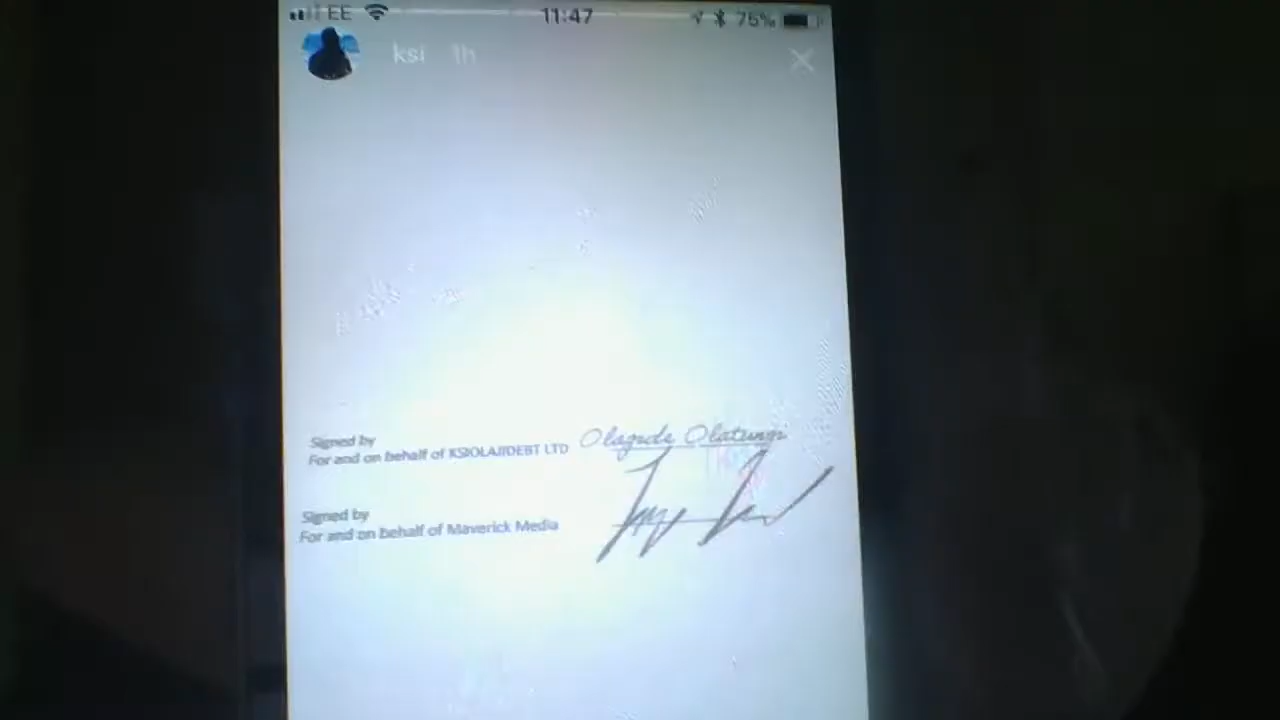 EE 11:47 75%
ksi 1h
Signed by
For and on behalf of KSIOLAJIDEBT LTD Olajide Olatunji
Signed by
For and on behalf of Maverick Media